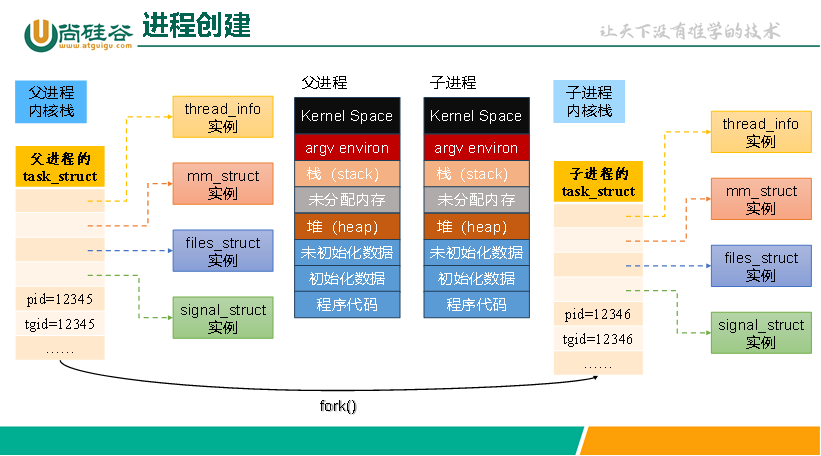 尚硅谷
www.atguigu.com
进程创建
让天下没有难学的技术
父进程
内核栈
父进程的
task_struct
pid=12345
tgid=12345
……
thread_info
实例
mm_struct
实例
files_struct
实例
signal_struct
实例
父进程
Kernel Space
argv environ
栈（stack）
未分配内存
堆（heap）
未初始化数据
初始化数据
程序代码
子进程
Kernel Space
argv environ
栈（stack）
未分配内存
堆（heap）
未初始化数据
初始化数据
程序代码
子进程
内核栈
子进程的
task_struct
pid=12346
tgid=12346
……
thread_info
实例
mm_struct
实例
files_struct
实例
signal_struct
实例
fork()